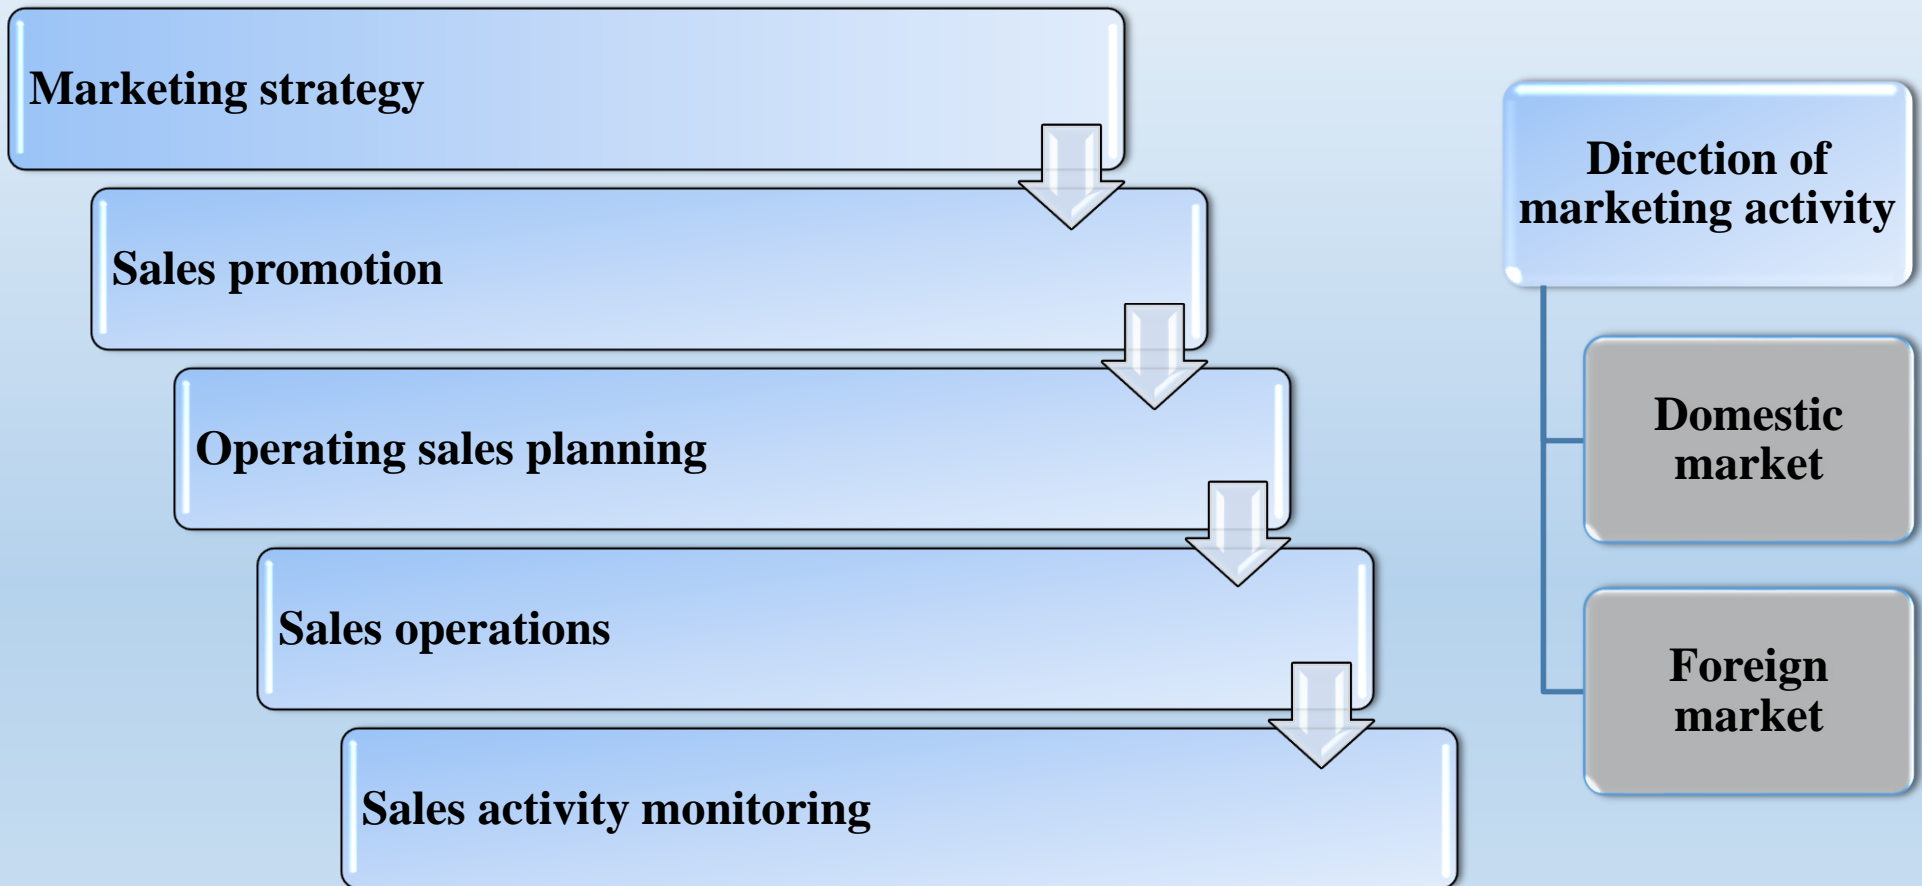 Marketing strategy
Sales promotion
Operating sales planning
Sales operations
Sales activity monitoring
Direction of
marketing activity
Domestic
market
Foreign
market